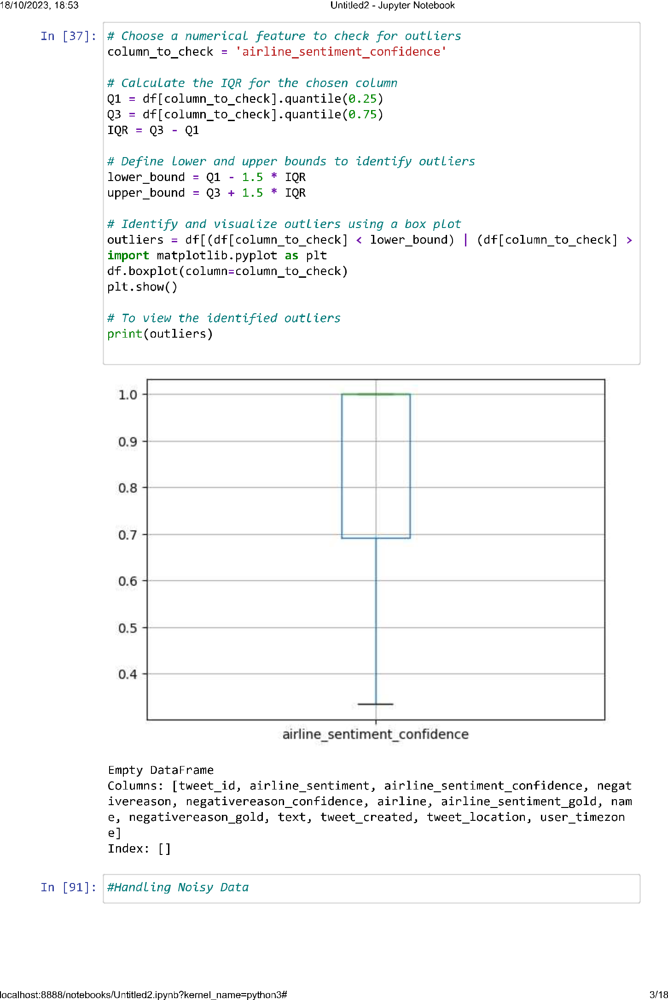 18/10/2023, 18:53 Untitled2 - Jupyter Notebook
In [37]: # Choose a numerical feature to check for outliers
column_to_check = 'airline_sentiment_confidence'
# Calculate the IQR for the chosen column
Q1 = df[column_to_check].quantile(0.25)
Q3 = df[column_to_check].quantile(0.75)
IQR = Q3 - Q1
# Define lower and upper bounds to identify outliers
lower_bound = Q1 - 1.5 * IQR
upper_bound = Q3 + 1.5 * IQR
# Identify and visualize outliers using a box plot
outliers = df[(df[column_to_check] < lower_bound) | (df[column_to_check] >
import matplotlib.pyplot as plt
df.boxplot(column=column_to_check)
plt.show()
# To view the identified outliers
print(outliers)
1.0
0.9
0.8
0.7
0.6
0.5
0.4
airline_sentiment_confidence
Empty DataFrame
Columns: [tweet_id, airline_sentiment, airline_sentiment_confidence, negat
ivereason, negativereason_confidence, airline, airline_sentiment_gold, nam
e, negativereason_gold, text, tweet_created, tweet_location, user_timezon
e]
Index: []
In [91]: #Handling Noisy Data
localhost:8888/notebooks/Untitled2.ipynb?kernel_name=python3# 3/18